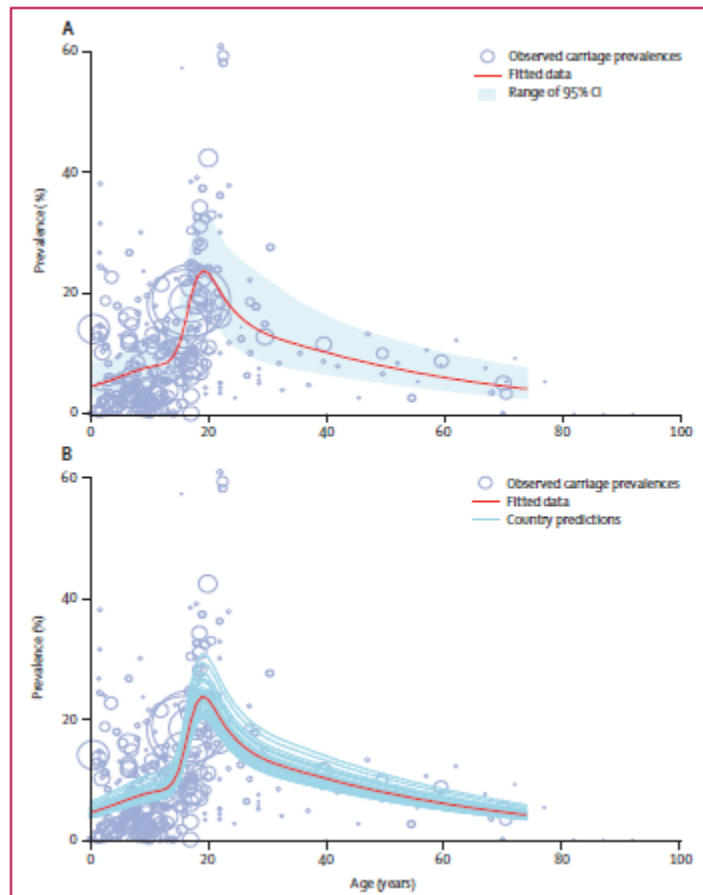 A
60
40
20
0
Prevalence (%)
Observed carriage prevalences
Fitted data
Range of 95% CI
0 20 40 60 80 100
B
60
40
20
0
Prevalence (%)
Observed carriage prevalences
Fitted data
Country predictions
0 20 40 60 80 100
Age (years)